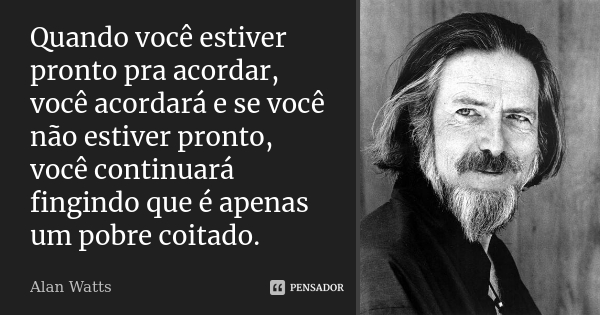 Quando você estiver
pronto pra acordar,
você acordará e se você
não estiver pronto,
você continuará
fingindo que é apenas
um pobre coitado.
Alan Watts
PENSADOR